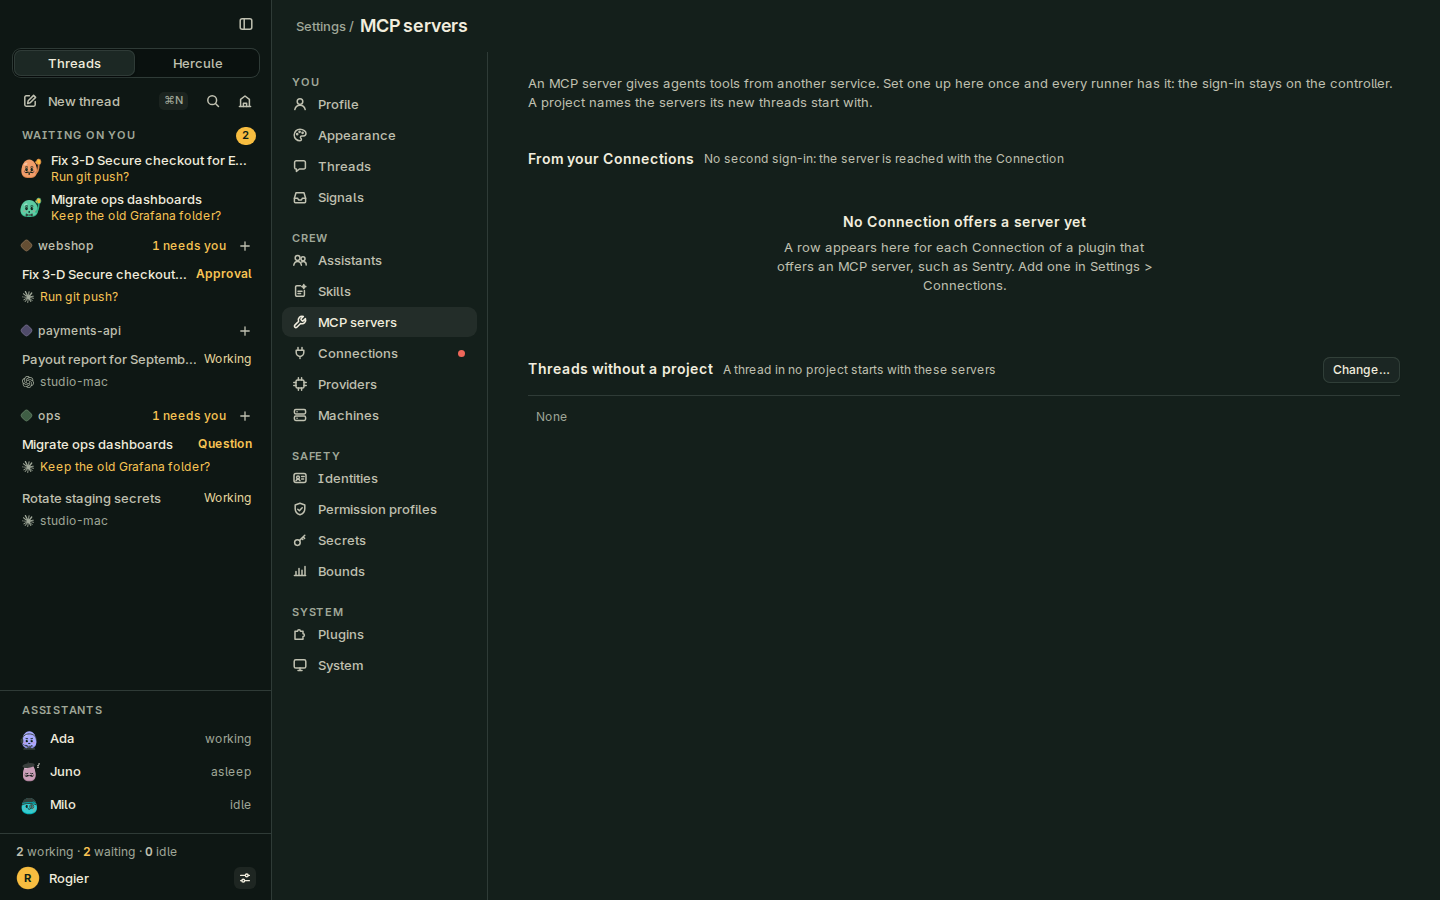 Settings / MCP servers
Threads
Hercule
New thread
⌘N
WAITING ON YOU
2
Fix 3-D Secure checkout for E...
Run git push?
Migrate ops dashboards
Keep the old Grafana folder?
webshop
1 needs you
Fix 3-D Secure checkout...
Approval
Run git push?
payments-api
Payout report for Septemb...
Working
studio-mac
ops
1 needs you
Migrate ops dashboards
Question
Keep the old Grafana folder?
Rotate staging secrets
Working
studio-mac
ASSISTANTS
Ada
working
Juno
asleep
Milo
idle
2 working · 2 waiting · 0 idle
R
Rogier
YOU
Profile
Appearance
Threads
Signals
CREW
Assistants
Skills
MCP servers
Connections
Providers
Machines
SAFETY
Identities
Permission profiles
Secrets
Bounds
SYSTEM
Plugins
System
An MCP server gives agents tools from another service. Set one up here once and every runner has it: the sign-in stays on the controller.
A project names the servers its new threads start with.
From your Connections
No second sign-in: the server is reached with the Connection
No Connection offers a server yet
A row appears here for each Connection of a plugin that
offers an MCP server, such as Sentry. Add one in Settings >
Connections.
Threads without a project
A thread in no project starts with these servers
Change...
None